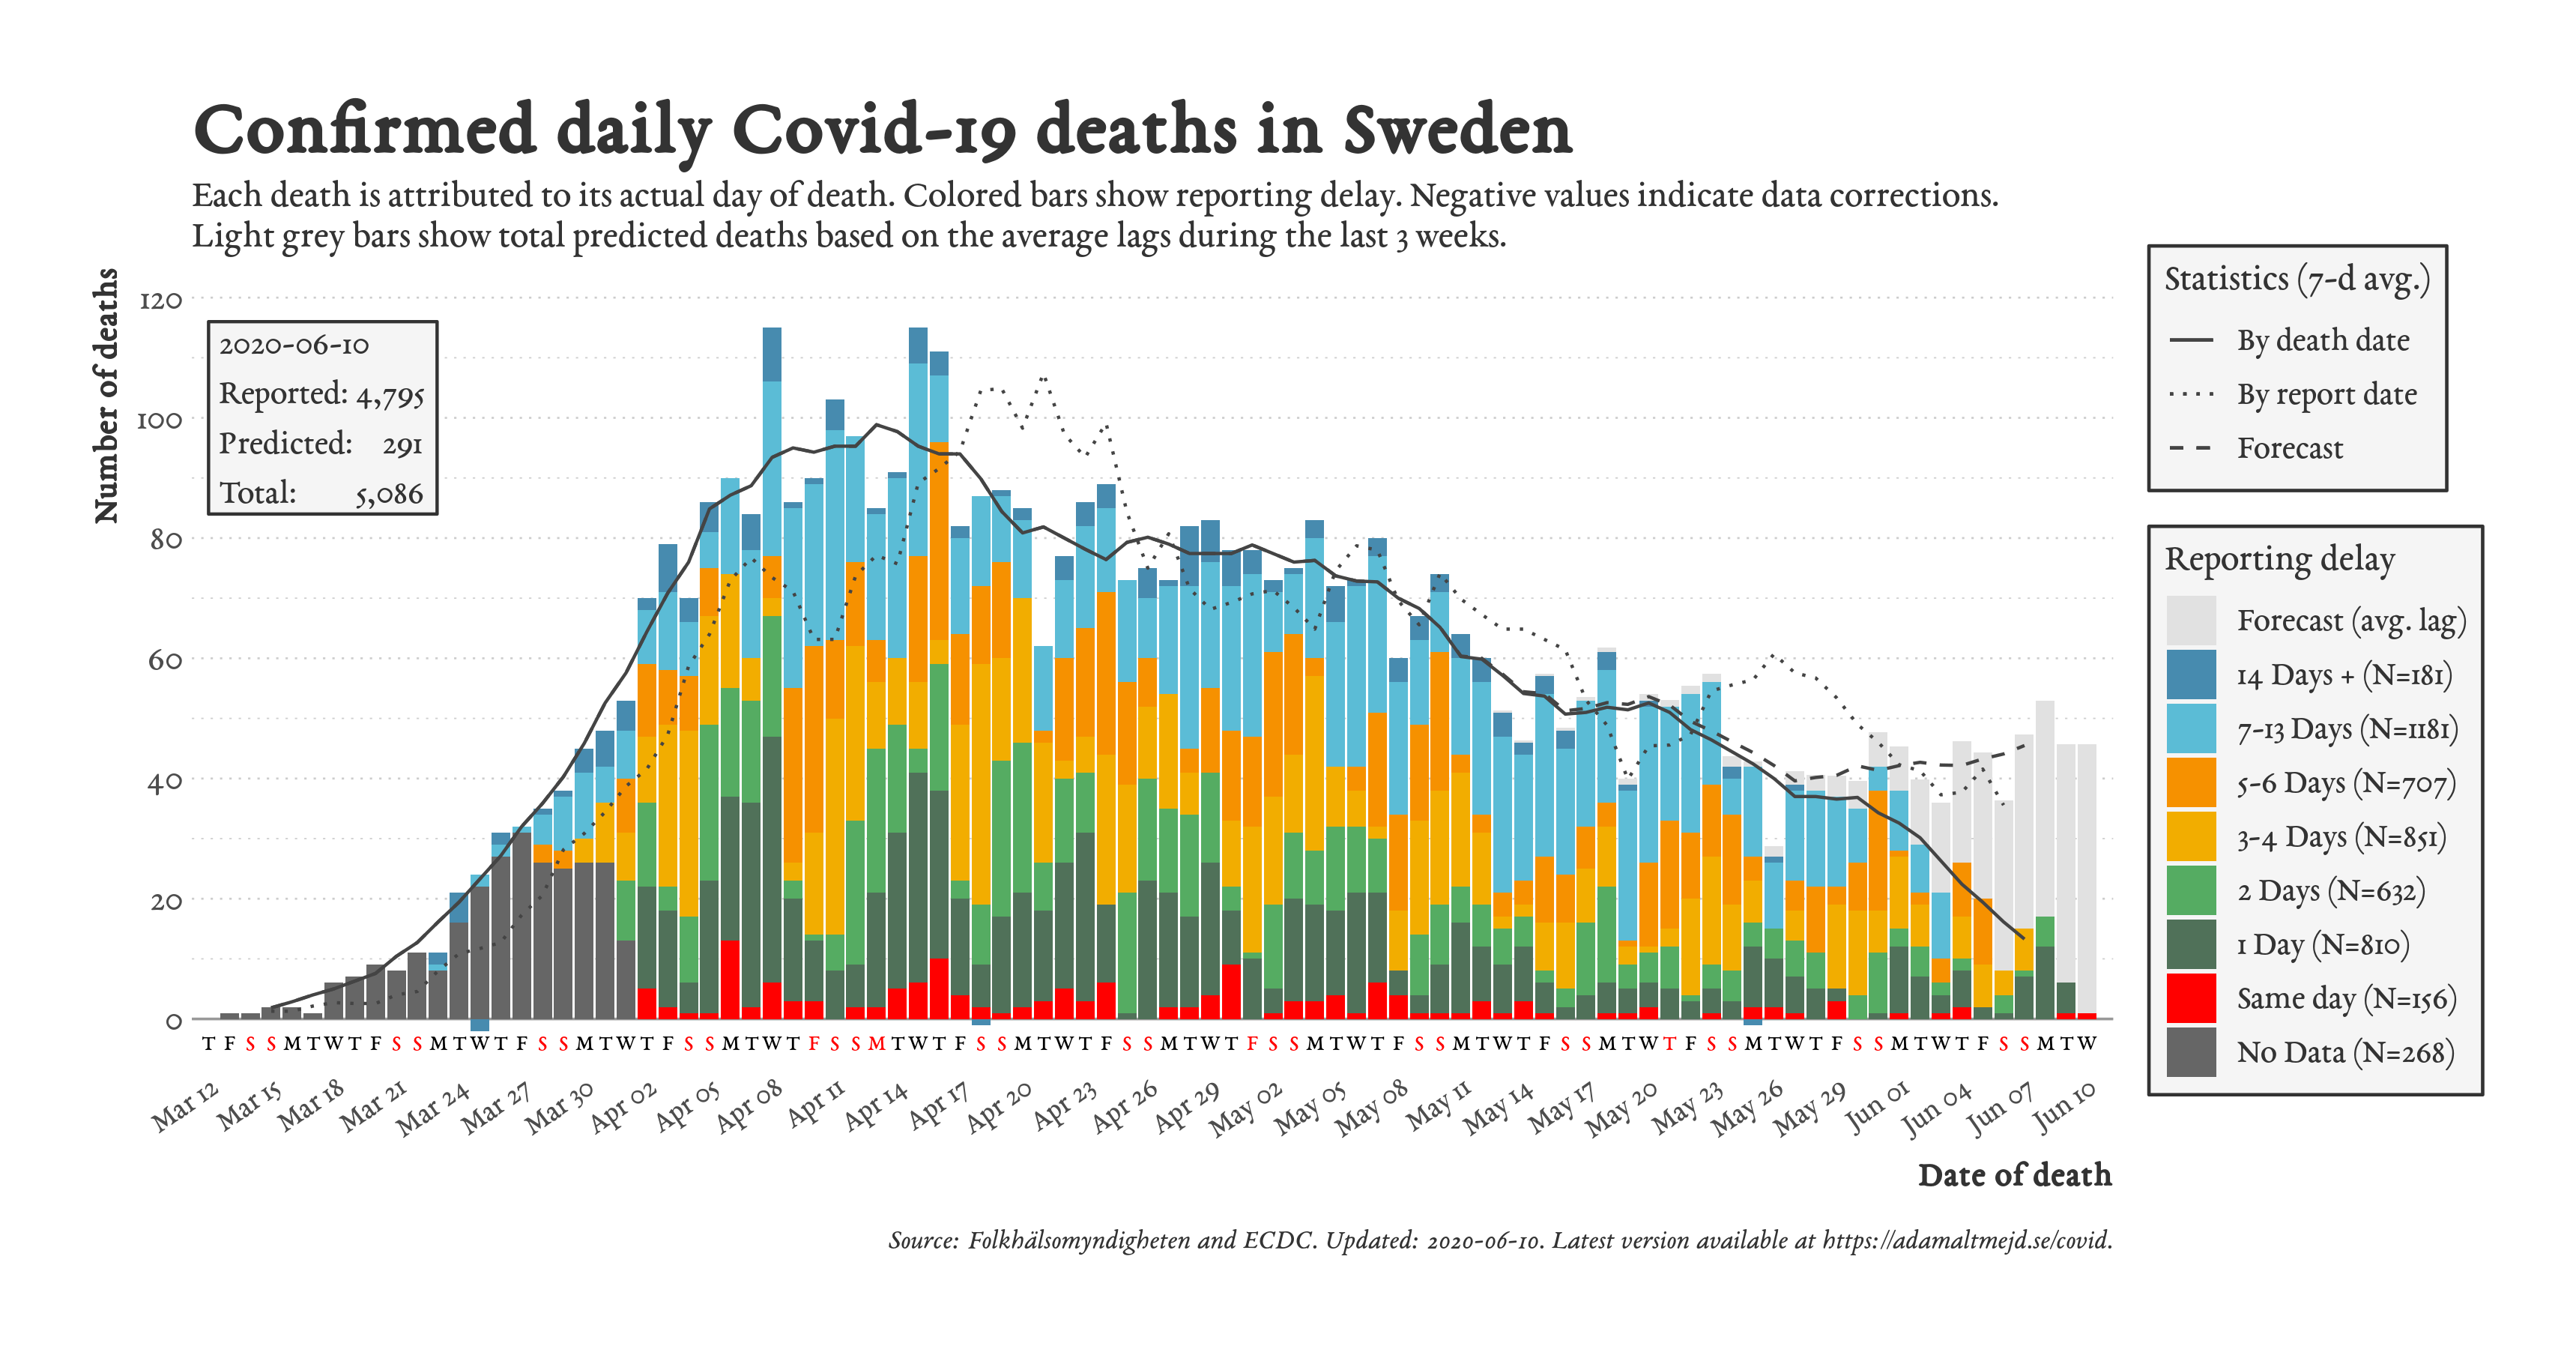 Confirmed daily Covid-19 deaths in Sweden
Each death is attributed to its actual day of death. Colored bars show reporting delay. Negative values indicate data corrections.
Light grey bars show total predicted deaths based on the average lags during the last 3 weeks.
Number of deaths
120
100
80
60
40
20
0
2020-06-10
Reported: 4,795
Predicted: 291
Total: 5,086
T F S S M T W T F S S M T W T F S S M T W T F S S M T W T F S S M T W T F S S M T W T F S S M T W T F S S M T W T F S S M T W T F S S M T W T F S S M T W T F S S M T W T F S S M T W
Mar 12 Mar 15 Mar 18 Mar 21 Mar 24 Mar 27 Mar 30 Apr 02 Apr 05 Apr 08 Apr 11 Apr 14 Apr 17 Apr 20 Apr 23 Apr 26 Apr 29 May 02 May 05 May 08 May 11 May 14 May 17 May 20 May 23 May 26 May 29 Jun 01 Jun 04 Jun 07 Jun 10
Date of death
Statistics (7-d avg.)
By death date
By report date
Forecast
Reporting delay
Forecast (avg. lag)
14 Days + (N=181)
7-13 Days (N=1181)
5-6 Days (N=707)
3-4 Days (N=851)
2 Days (N=632)
1 Day (N=810)
Same day (N=156)
No Data (N=268)
Source: Folkhälsomyndigheten and ECDC. Updated: 2020-06-10. Latest version available at https://adamaltmejd.se/covid.